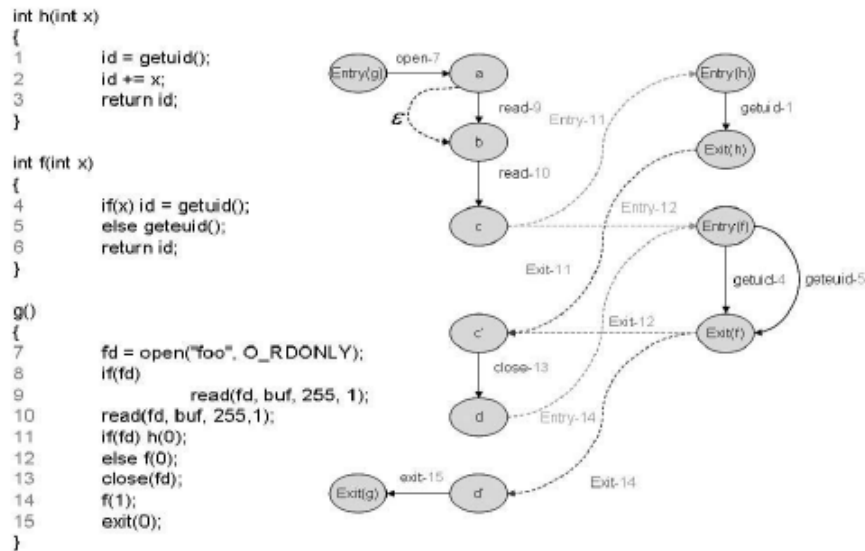 int h(int x)
{
1 id = getuid();
2 id += x;
3 return id;
}
int f(int x)
{
4 if(x) id = getuid();
5 else geteuid();
6 return id;
}
g()
{
7 fd = open("foo", O_RDONLY);
8 if(fd)
9 read(fd, buf, 255, 1);
10 read(fd, buf, 255,1);
11 if(fd) h(0);
12 else f(0);
13 close(fd);
14 f(1);
15 exit(0);
}
Entry(g)
open-7
a
read-9
ε
b
read-10
c
Entry-11
Entry(h)
getuid-1
Exit(h)
Entry-12
Entry(f)
Exit-11
getuid-4
geteuid-5
c'
Exit-12
Exit(f)
close-13
d
Entry-14
Exit(g)
exit-15
d'
Exit-14